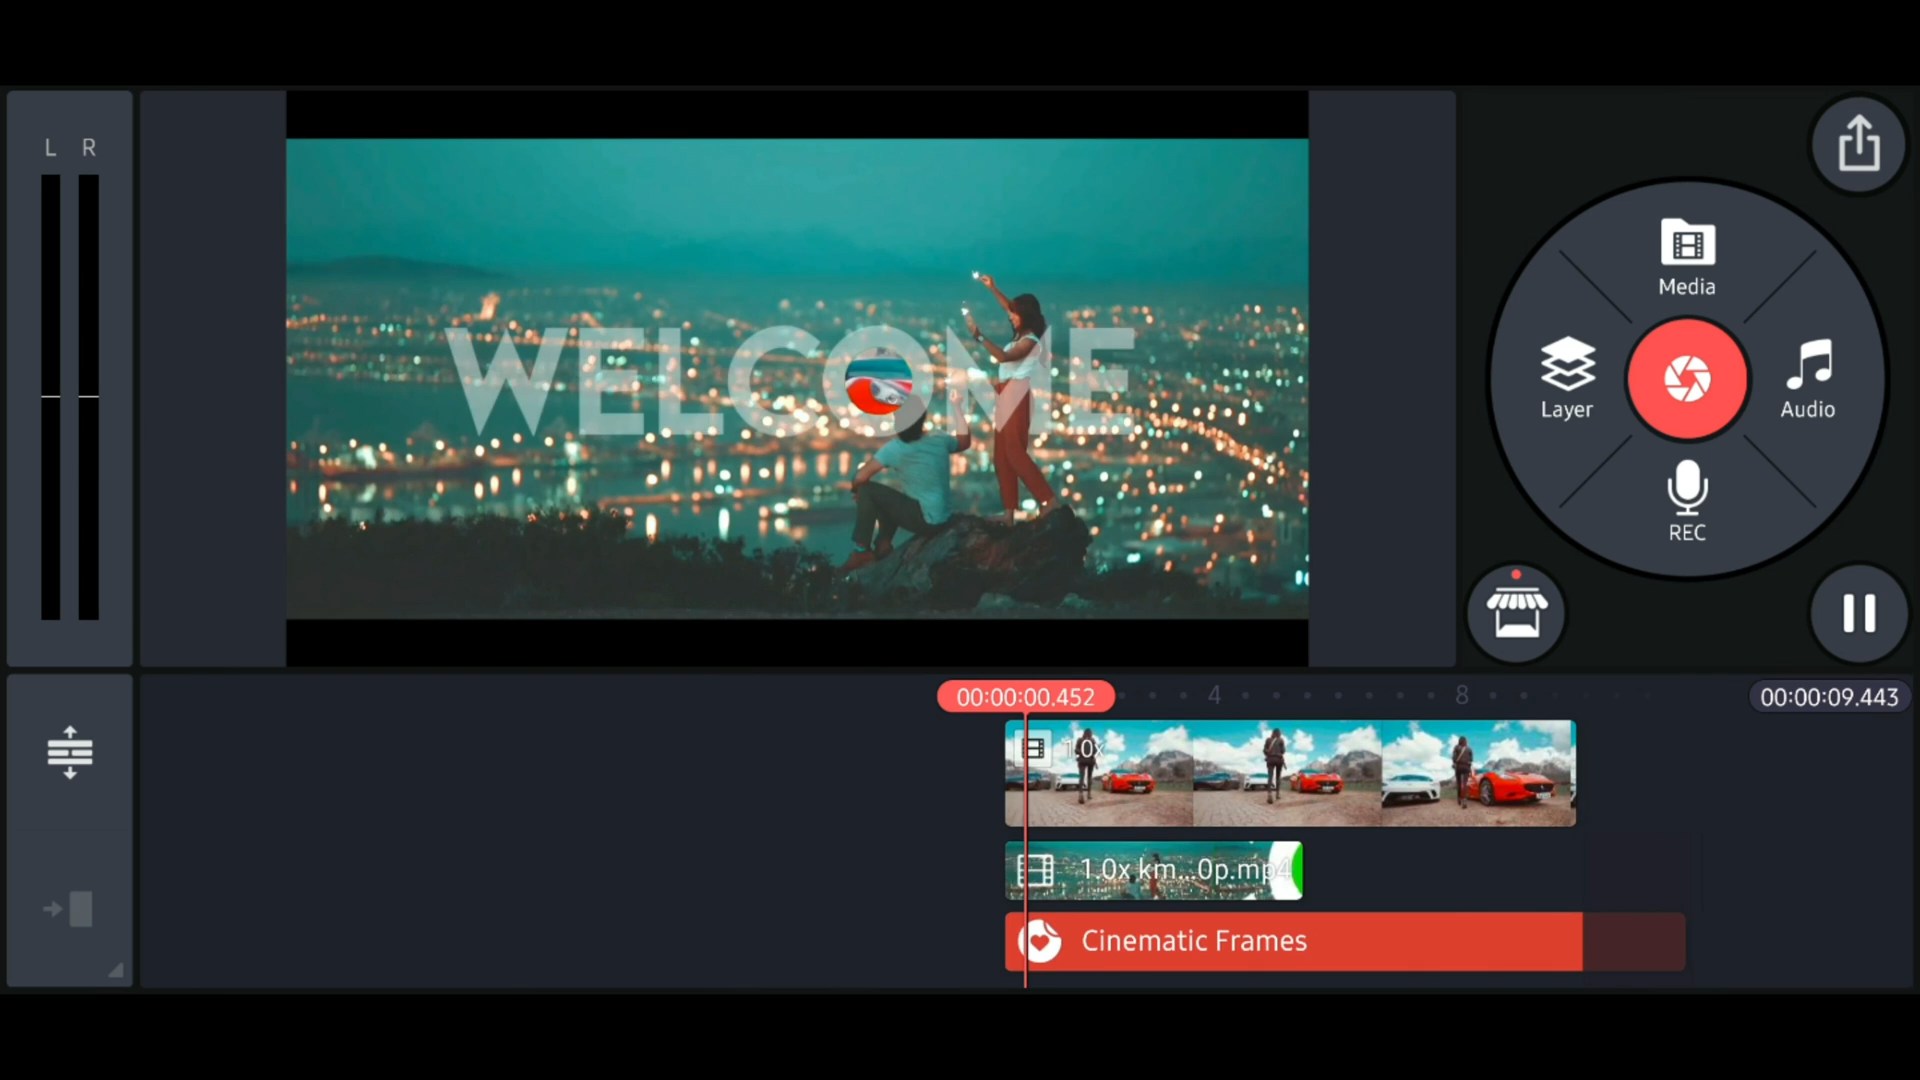 L R
WELCOME
Media
Layer
Audio
REC
00:00:00.452
4
8
00:00:09.443
1.0x
1.0x km...0p.mp4
Cinematic Frames